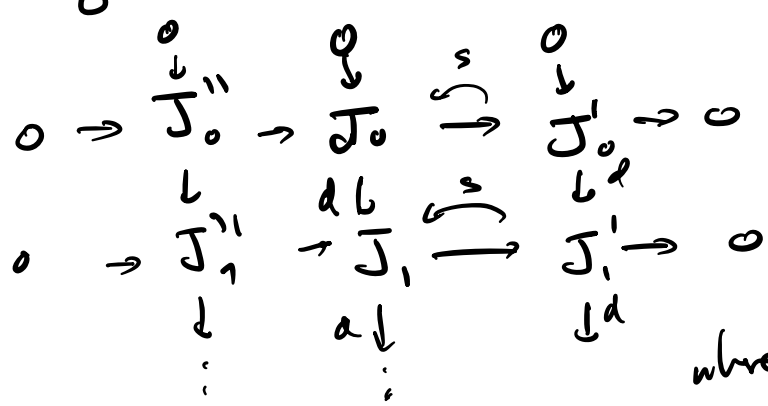 0 0 0
s
0 → J''₀ → J₀ → J'₀ → 0
d s d
0 → J''₁ → J₁ → J'₁ → 0
d d
⋮ ⋮ where